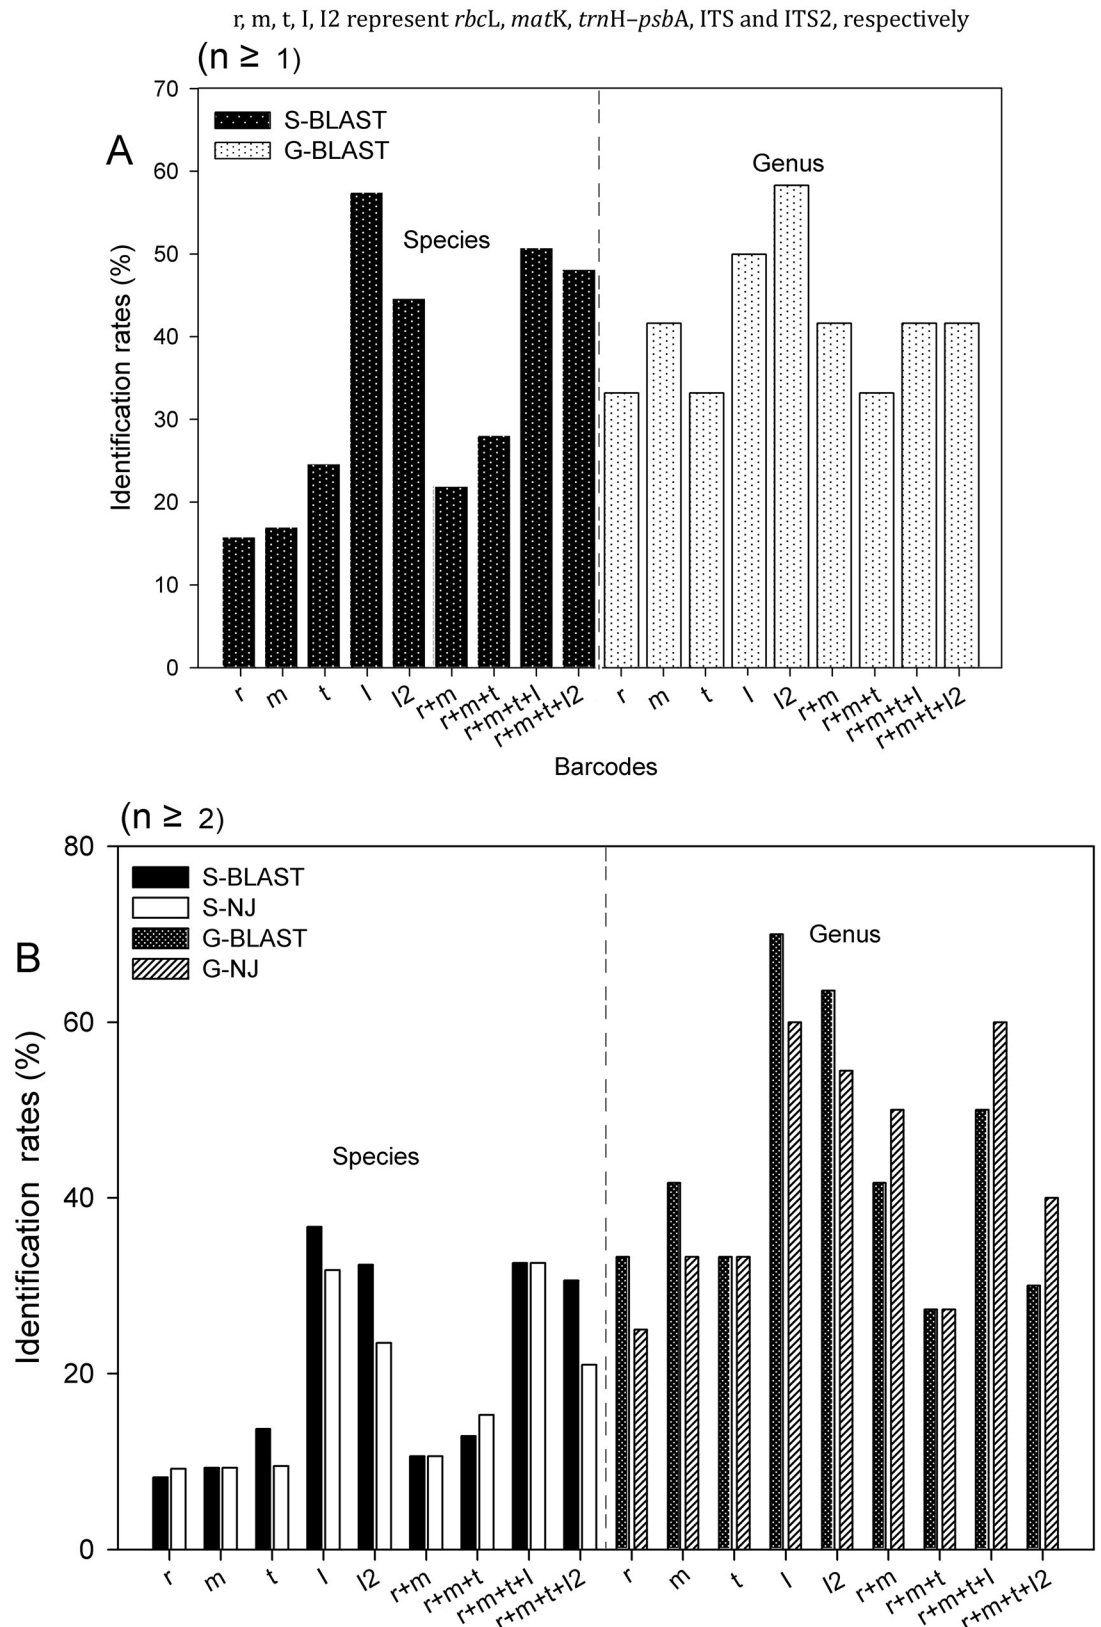 r, m, t, I, I2 represent rbcL, matK, trnH–psbA, ITS and ITS2, respectively
(n ≥ 1)
A
S-BLAST
G-BLAST
Species
Genus
Identification rates (%)
70
60
50
40
30
20
10
0
r m t I I2 r+m r+m+t r+m+t+I r+m+t+I2 r m t I I2 r+m r+m+t r+m+t+I r+m+t+I2
Barcodes
(n ≥ 2)
B
S-BLAST
S-NJ
G-BLAST
G-NJ
Species
Genus
Identification rates (%)
80
60
40
20
0
r m t I I2 r+m r+m+t r+m+t+I r+m+t+I2 r m t I I2 r+m r+m+t r+m+t+I r+m+t+I2